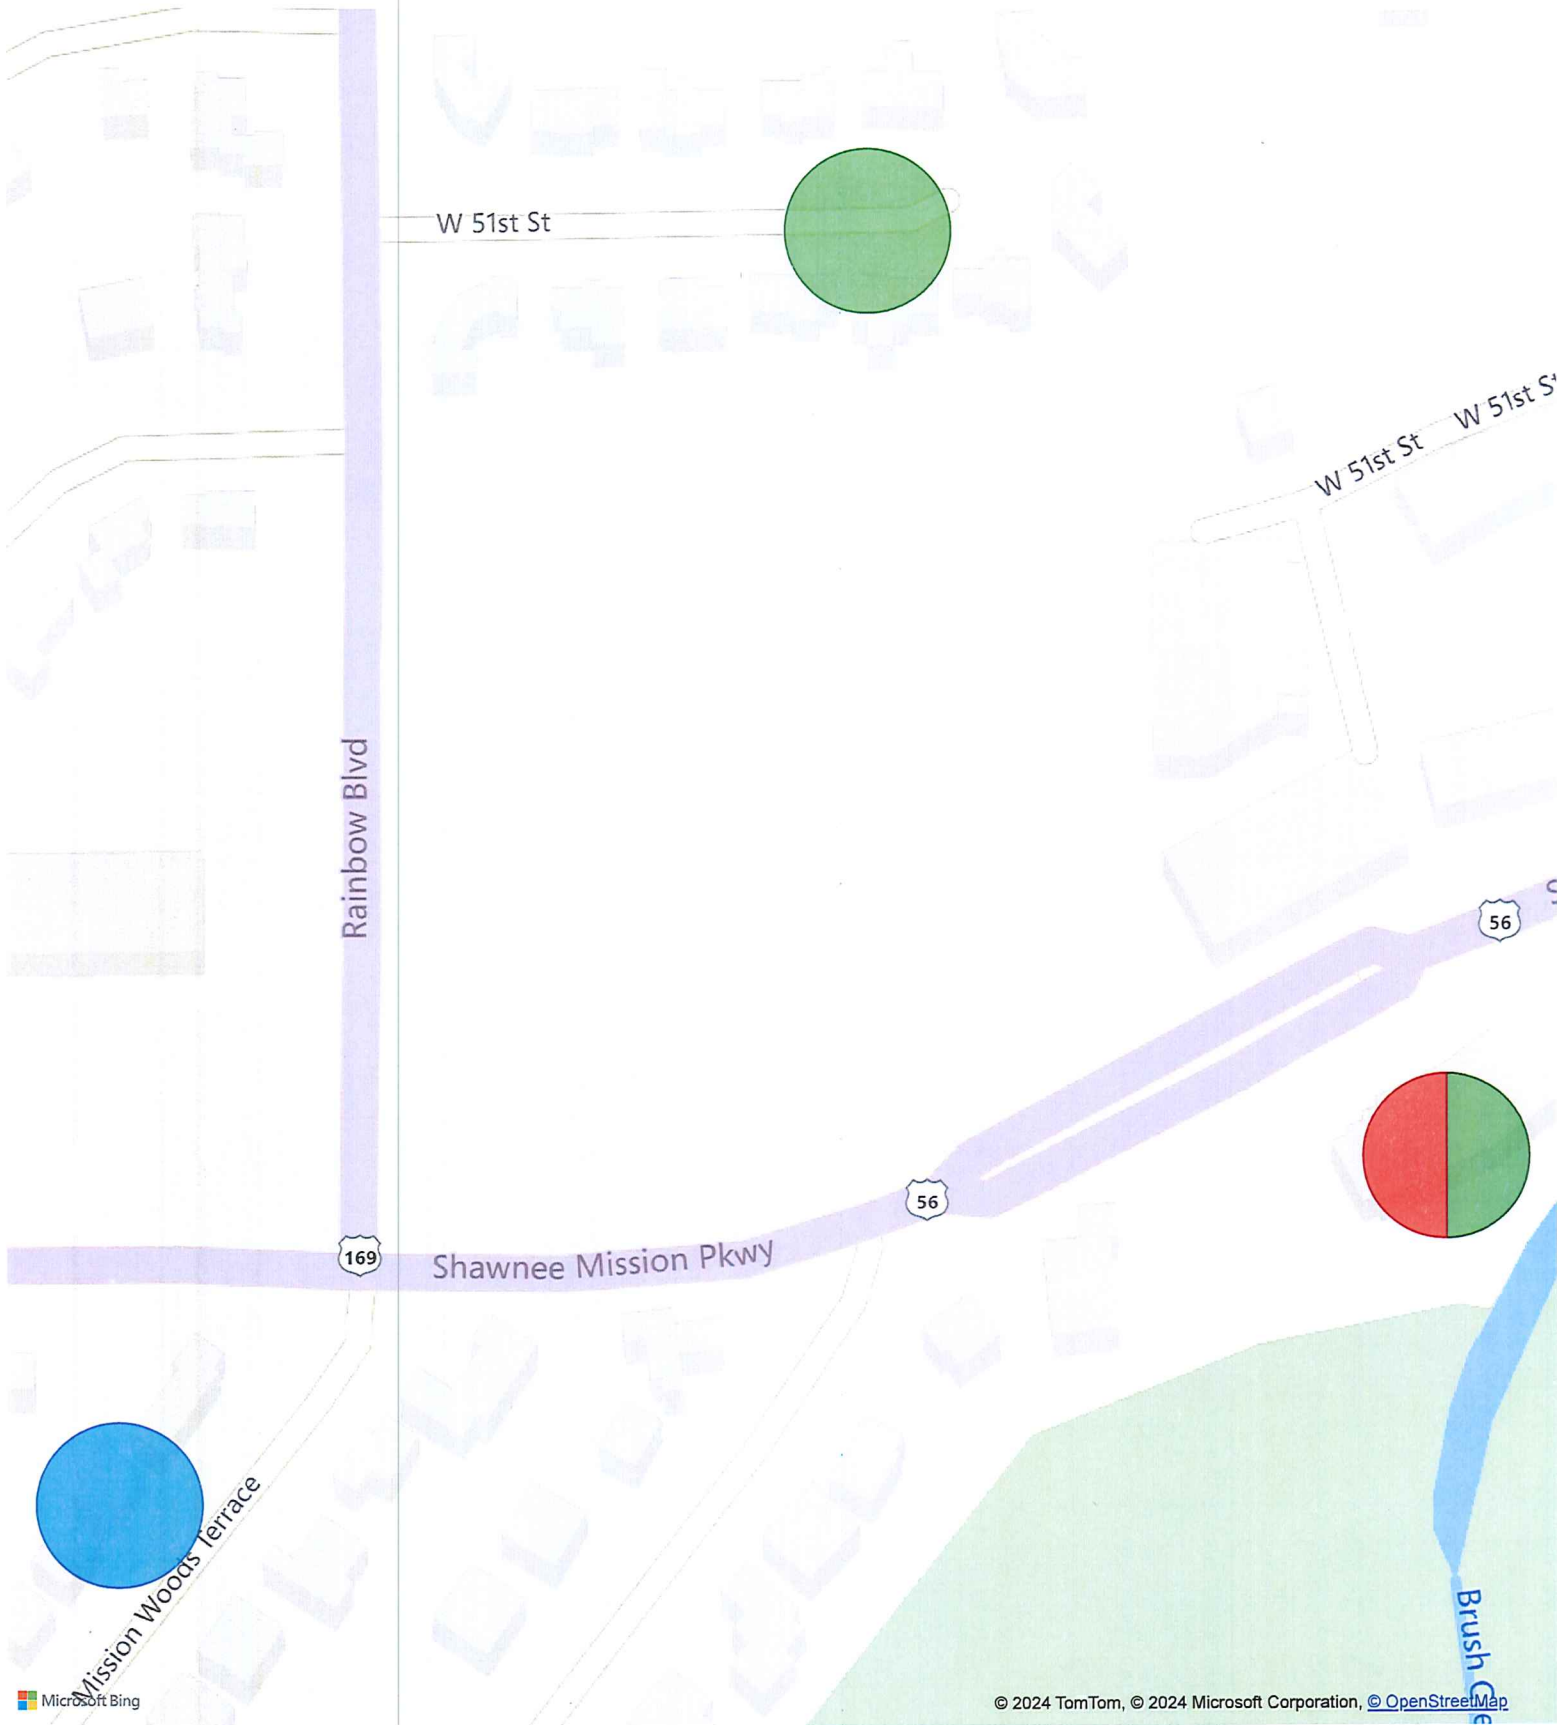 W 51st St
W 51st S
W 51st St
Rainbow Blvd
56
56
169
Shawnee Mission Pkwy
Mission Woods Terrace
Brush C
Microsoft Bing
© 2024 TomTom, © 2024 Microsoft Corporation, © OpenStreetMap